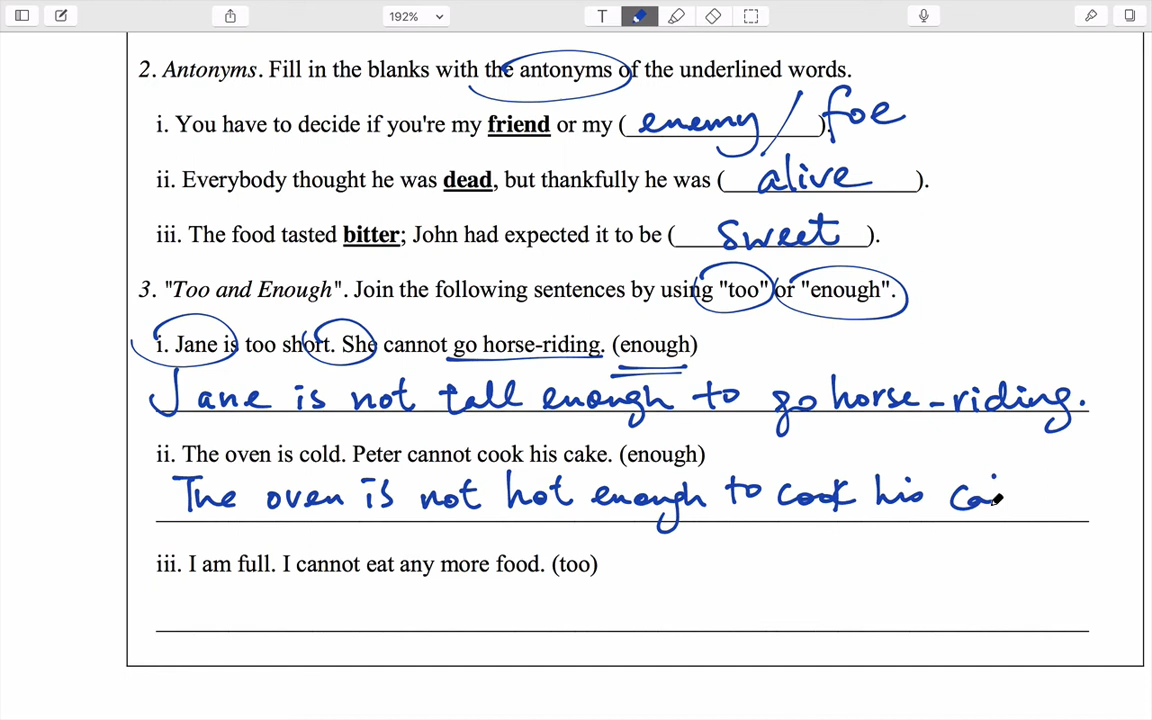 192%
T
2. Antonyms. Fill in the blanks with the antonyms of the underlined words.
i. You have to decide if you're my friend or my ( enemy / foe ).
ii. Everybody thought he was dead, but thankfully he was ( alive ).
iii. The food tasted bitter; John had expected it to be ( sweet ).
3. "Too and Enough". Join the following sentences by using "too" or "enough".
i. Jane is too short. She cannot go horse-riding. (enough)
Jane is not tall enough to go horse-riding.
ii. The oven is cold. Peter cannot cook his cake. (enough)
The oven is not hot enough to cook his
iii. I am full. I cannot eat any more food. (too)